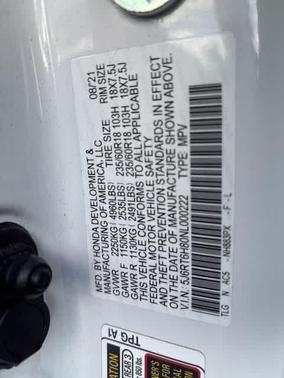 MFD. BY HONDA DEVELOPMENT & 08/21
MANUFACTURING OF AMERICA, LLC
TIRE SIZE RIM SIZE
GVWR 2250KG( 4960LBS)
GAWR F 1150KG( 2535LBS) 235/60R18 103H 18X7.5J
GAWR R 1130KG( 2491LBS) 235/60R18 103H 18X7.5J
THIS VEHICLE CONFORMS TO ALL APPLICABLE
FEDERAL MOTOR VEHICLE SAFETY
AND THEFT PREVENTION STANDARDS IN EFFECT
ON THE DATE OF MANUFACTURE SHOWN ABOVE.
V.I.N.: 5J6RT6H80NL000222 TYPE: MPV
TLG N AC5 NH883PX - F - L
TPG A1
REAR 3